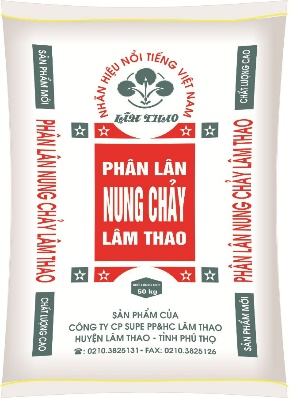 NHÃN HIỆU NỔI TIẾNG VIỆT NAM
LÂM THAO
SẢN PHẨM MỚI
CHẤT LƯỢNG CAO
PHÂN LÂN NUNG CHẢY LÂM THAO
PHÂN LÂN
NUNG CHẢY
LÂM THAO
PHÂN LÂN NUNG CHẢY LÂM THAO
50 kg
CHẤT LƯỢNG CAO
SẢN PHẨM MỚI
SẢN PHẨM CỦA
CÔNG TY CP SUPE PP&HC LÂM THAO
HUYỆN LÂM THAO - TỈNH PHÚ THỌ
☎: 0210.3825131 - FAX: 0210.3825126